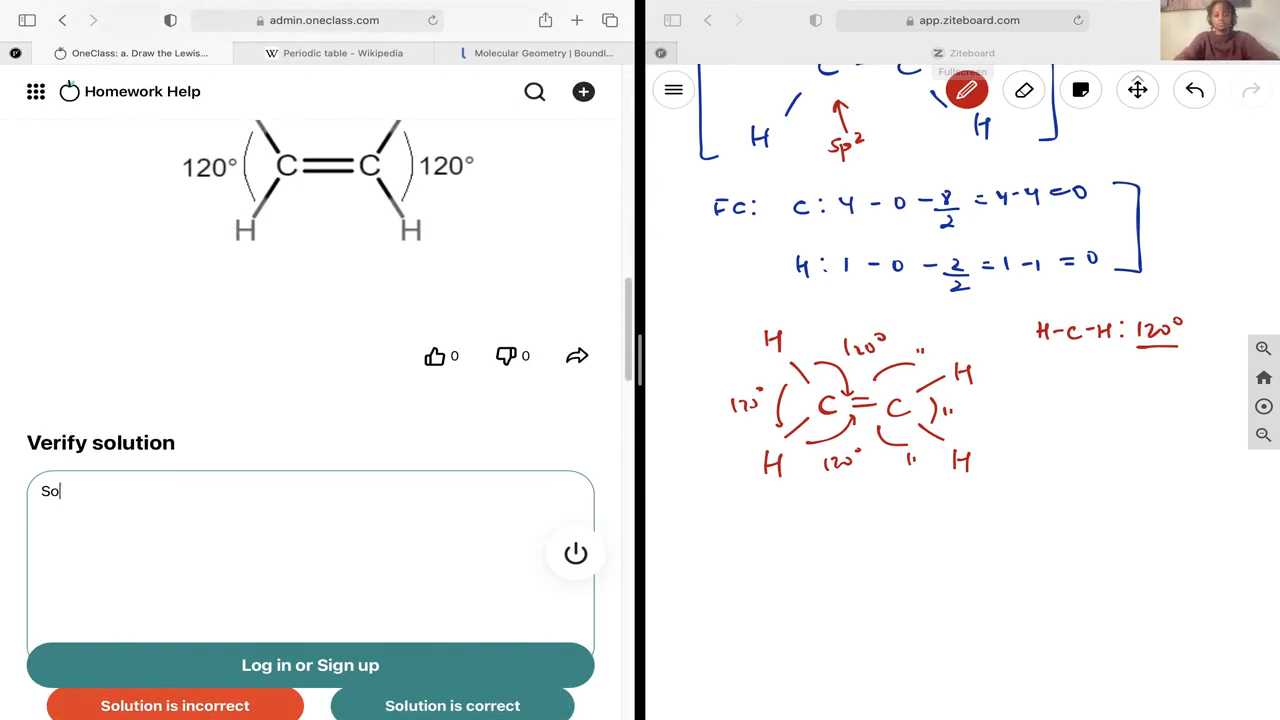 admin.oneclass.com
OneClass: a. Draw the Lewis...
W Periodic table – Wikipedia
L Molecular Geometry | Boundl...
Homework Help
120° C C 120°
H H
0 0
Verify solution
So
Log in or Sign up
Solution is incorrect Solution is correct
app.ziteboard.com
Z Ziteboard
Fullscreen
C = C
H H
sp²
FC: C: 4 - 0 - 8/2 = 4-4=0
H: 1 - 0 - 2/2 = 1-1 = 0
H-C-H: 120°
H 120° "
H
120° C = C "
H 120° " H